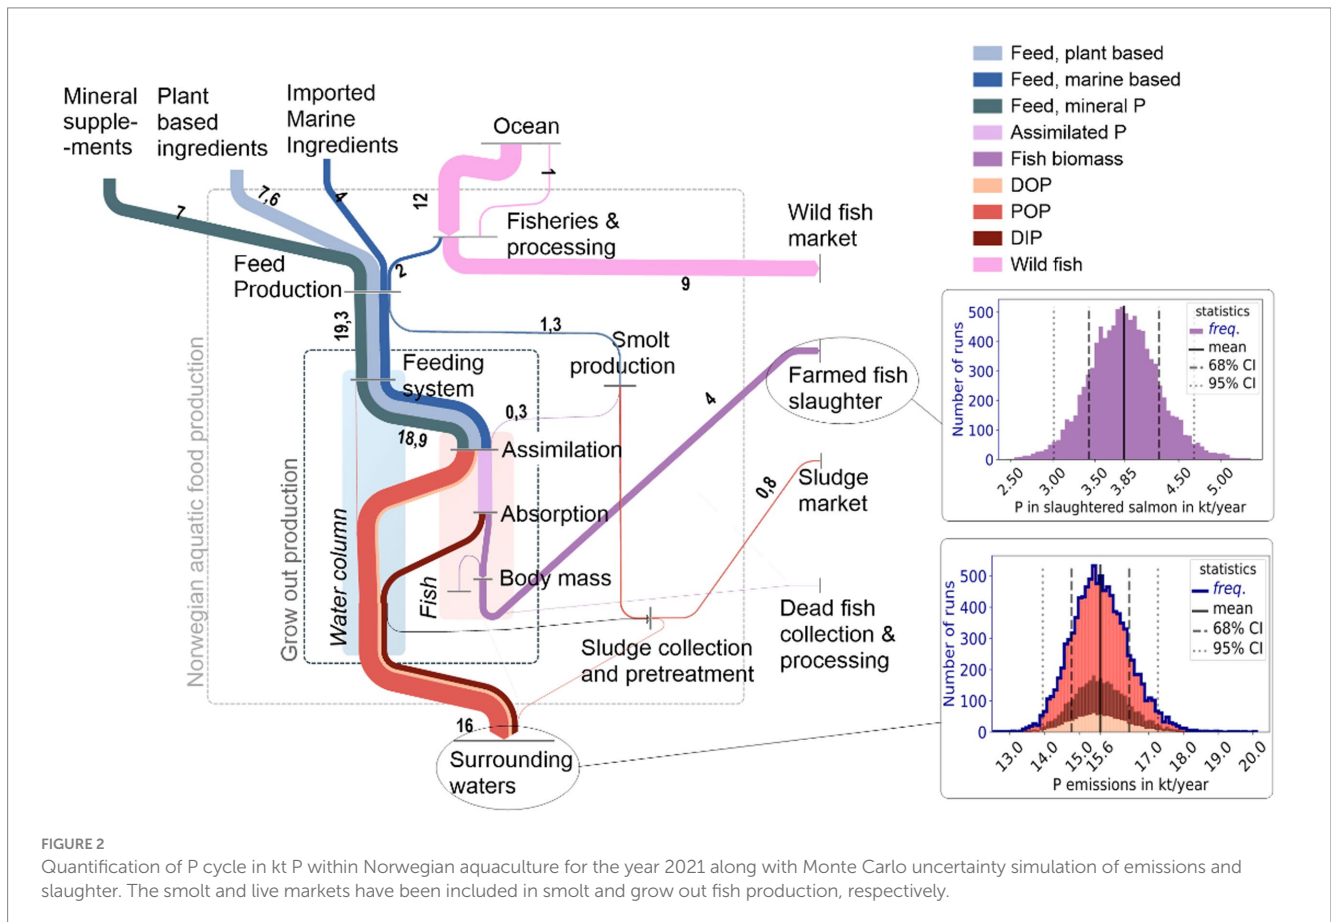 Mineral
supple-
-ments
Plant
based
ingredients
Imported
Marine
Ingredients
Ocean
7
7,6
4
12
1
2
Fisheries &
processing
Wild fish
market
9
Feed
Production
19,3
1,3
Smolt
production
Feeding
system
0,3
18,9
Assimilation
4
Farmed fish
slaughter
Absorption
0,8
Sludge
market
Body mass
Fish
Water column
Grow out production
Norwegian aquatic food production
Dead fish
collection &
processing
Sludge collection
and pretreatment
16
Surrounding
waters
Feed, plant based
Feed, marine based
Feed, mineral P
Assimilated P
Fish biomass
DOP
POP
DIP
Wild fish
Number of runs
500
400
300
200
100
0
statistics
freq.
mean
68% CI
95% CI
2.50
3.00
3.50
3.85
4.50
5.00
P in slaughtered salmon in kt/year
Number of runs
500
400
300
200
100
0
statistics
freq.
mean
68% CI
95% CI
13.0
14.0
15.0
15.6
17.0
18.0
19.0
20.0
P emissions in kt/year
FIGURE 2
Quantification of P cycle in kt P within Norwegian aquaculture for the year 2021 along with Monte Carlo uncertainty simulation of emissions and
slaughter. The smolt and live markets have been included in smolt and grow out fish production, respectively.